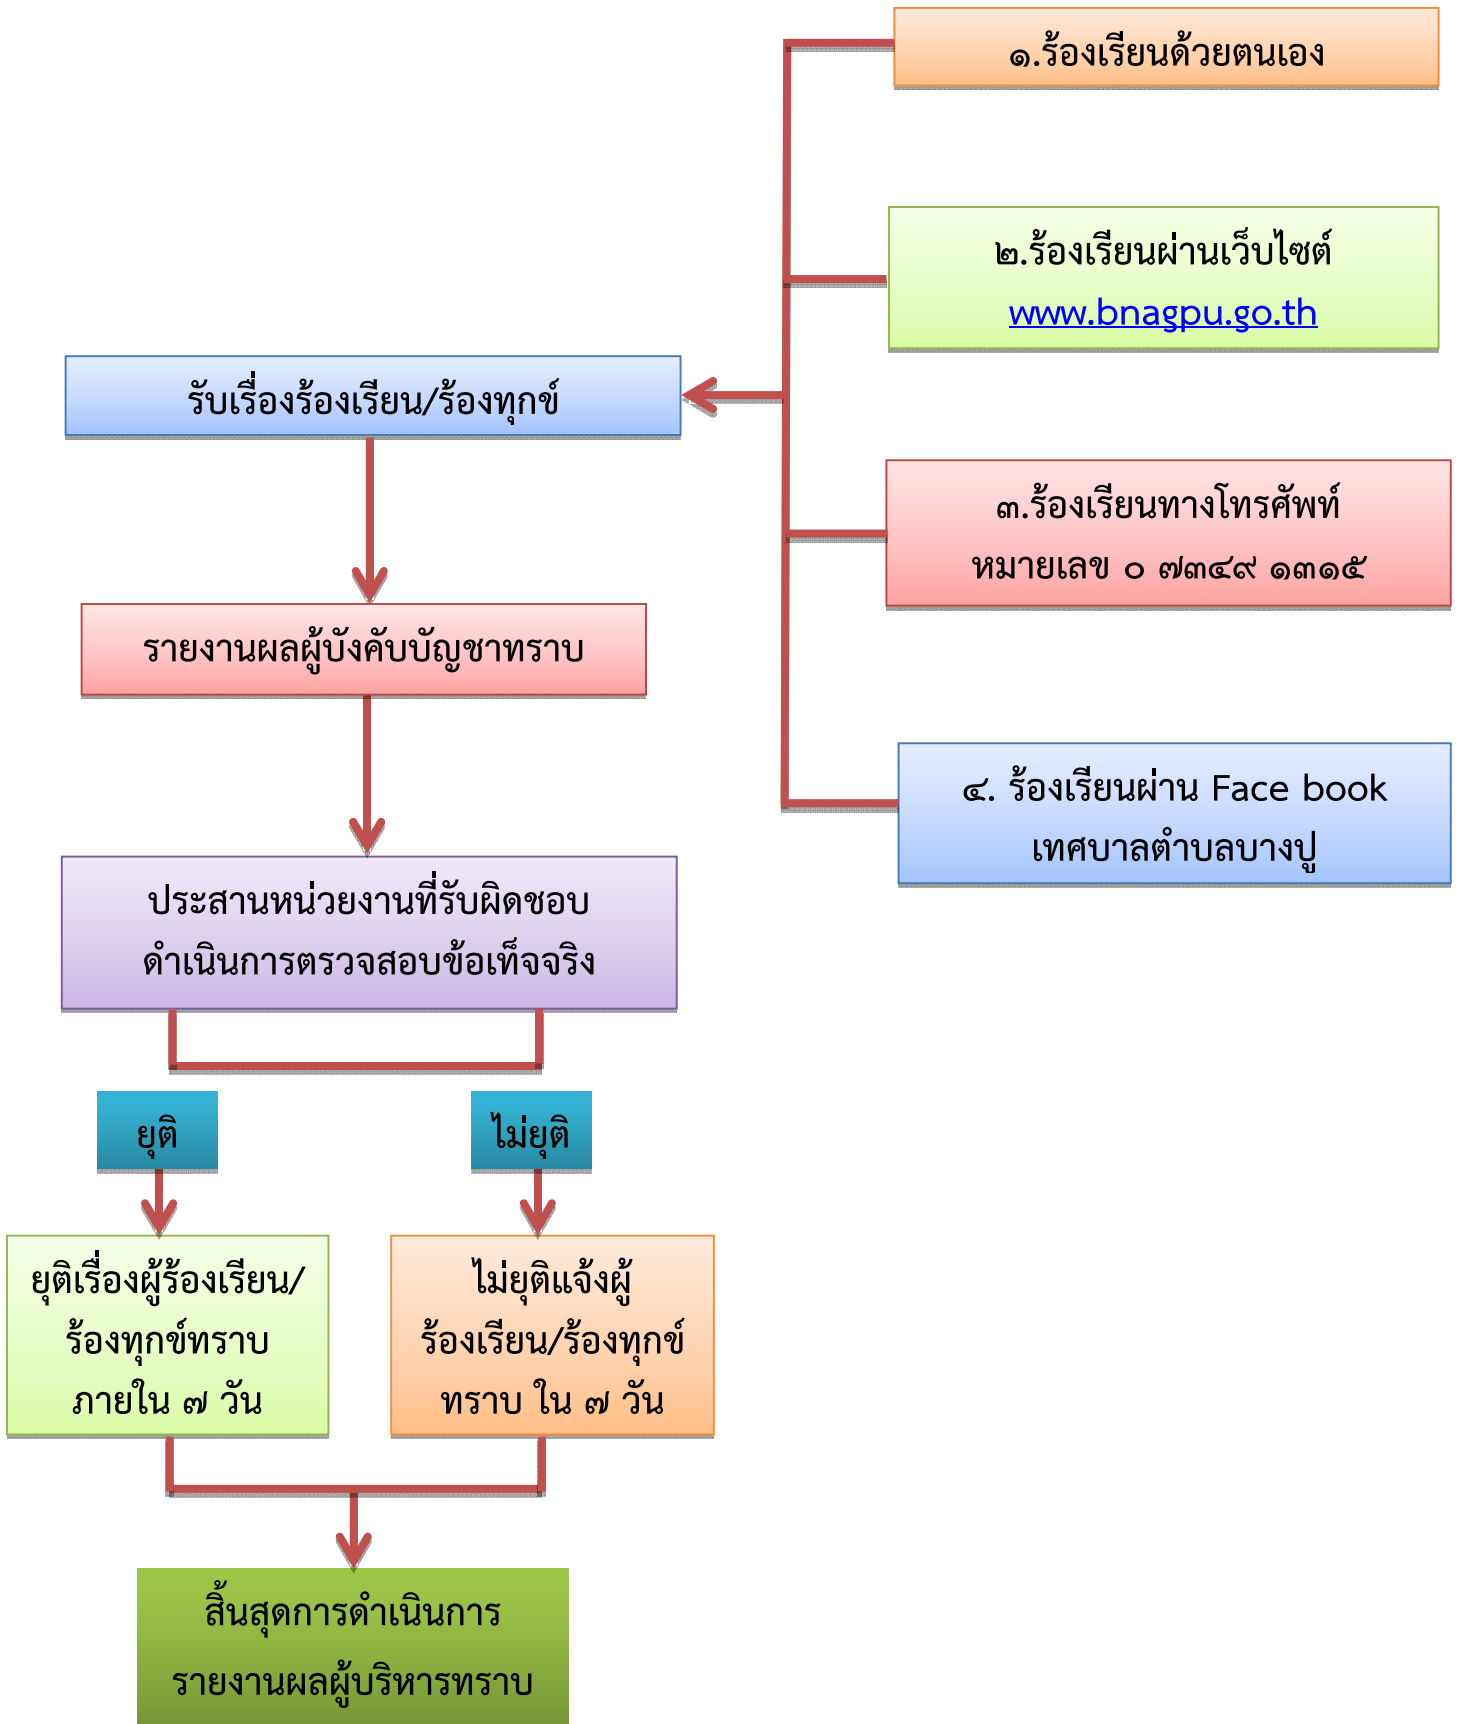 ๑.ร้องเรียนด้วยตนเอง
๒.ร้องเรียนผ่านเว็บไซต์
www.bnagpu.go.th
รับเรื่องร้องเรียน/ร้องทุกข์
๓.ร้องเรียนทางโทรศัพท์
หมายเลข ๐ ๗๓๔๙ ๑๓๑๕
รายงานผลผู้บังคับบัญชาทราบ
๔. ร้องเรียนผ่าน Face book
เทศบาลตำบลบางปู
ประสานหน่วยงานที่รับผิดชอบ
ดำเนินการตรวจสอบข้อเท็จจริง
ยุติ
ไม่ยุติ
ยุติเรื่องผู้ร้องเรียน/
ร้องทุกข์ทราบ
ภายใน ๗ วัน
ไม่ยุติแจ้งผู้
ร้องเรียน/ร้องทุกข์
ทราบ ใน ๗ วัน
สิ้นสุดการดำเนินการ
รายงานผลผู้บริหารทราบ